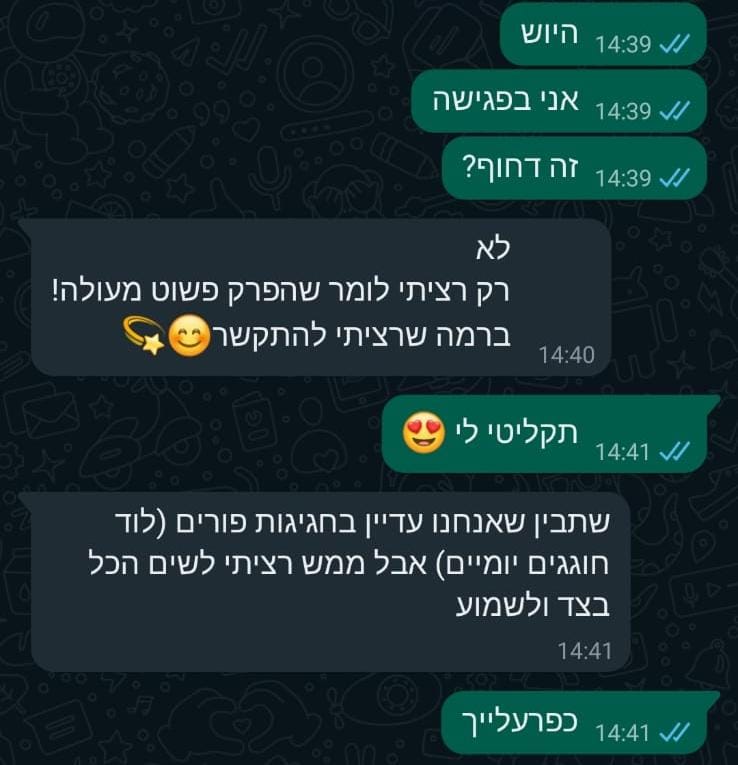 היוש
14:39
אני בפגישה
14:39
זה דחוף?
14:39
לא
רק רציתי לומר שהפרק פשוט מעולה!
ברמה שרציתי להתקשר😊💫
14:40
תקליטי לי 😍
14:41
שתבין שאנחנו עדיין בחגיגות פורים (לוד
חוגגים יומיים) אבל ממש רציתי לשים הכל
בצד ולשמוע
14:41
כפרעלייך
14:41